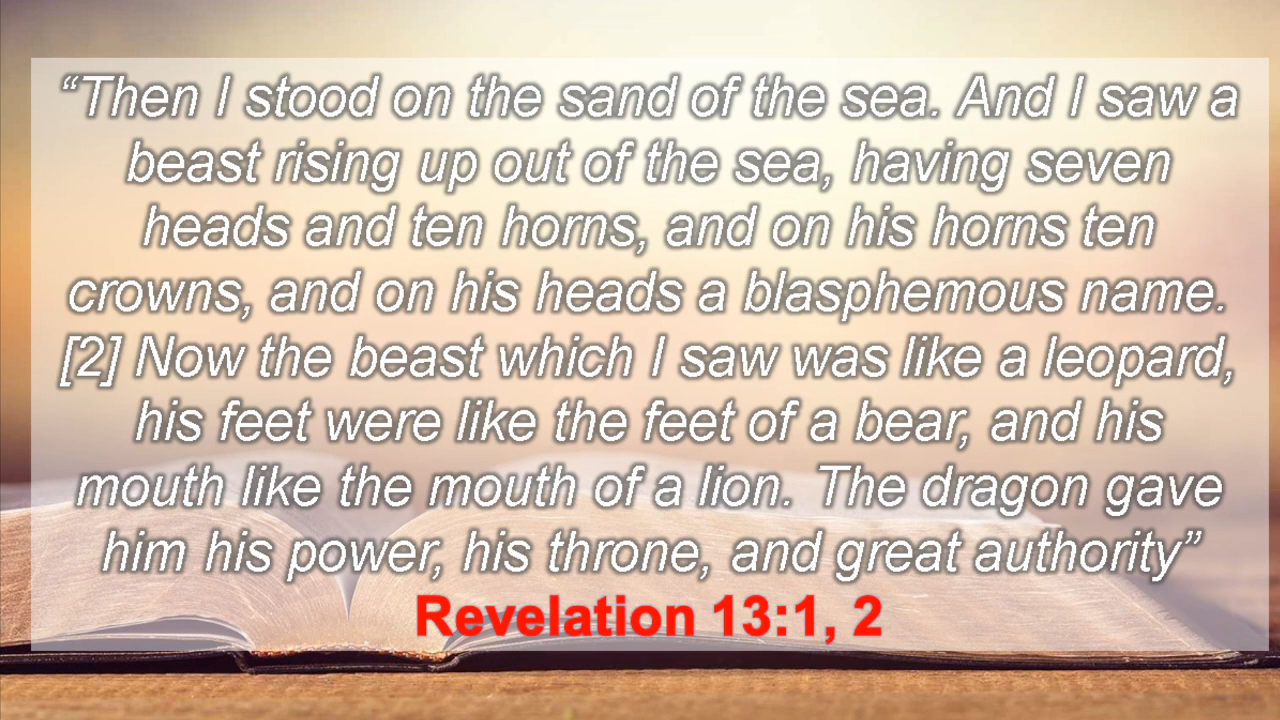 “Then I stood on the sand of the sea. And I saw a
beast rising up out of the sea, having seven
heads and ten horns, and on his horns ten
crowns, and on his heads a blasphemous name.
[2] Now the beast which I saw was like a leopard,
his feet were like the feet of a bear, and his
mouth like the mouth of a lion. The dragon gave
him his power, his throne, and great authority”
Revelation 13:1, 2